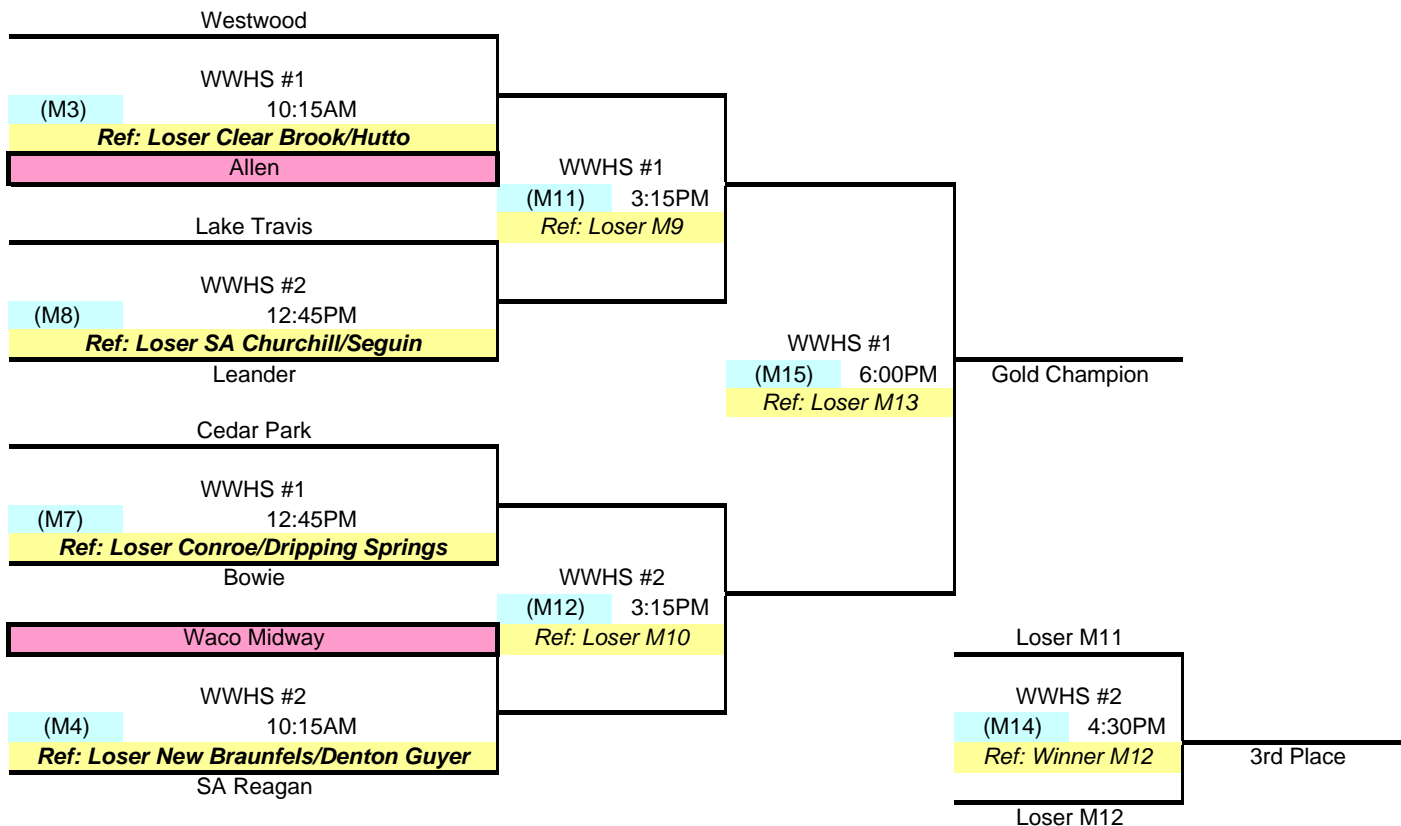 Westwood
WWHS #1
(M3) 10:15AM
Ref: Loser Clear Brook/Hutto
Allen
WWHS #1
(M11) 3:15PM
Ref: Loser M9
Lake Travis
WWHS #2
(M8) 12:45PM
Ref: Loser SA Churchill/Seguin
Leander
WWHS #1
(M15) 6:00PM
Ref: Loser M13
Gold Champion
Cedar Park
WWHS #1
(M7) 12:45PM
Ref: Loser Conroe/Dripping Springs
Bowie
WWHS #2
(M12) 3:15PM
Ref: Loser M10
Waco Midway
WWHS #2
(M4) 10:15AM
Ref: Loser New Braunfels/Denton Guyer
SA Reagan
Loser M11
WWHS #2
(M14) 4:30PM
Ref: Winner M12
3rd Place
Loser M12